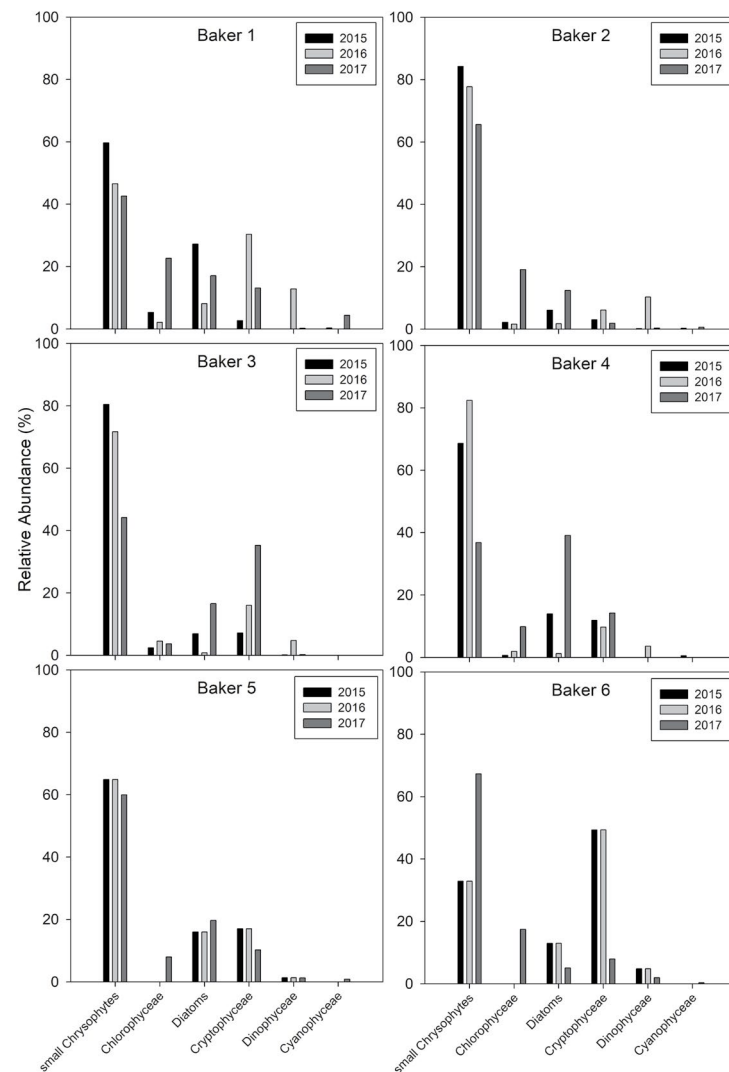 Relative Abundance (%)
Baker 1
2015
2016
2017
100
80
60
40
20
0
Baker 2
2015
2016
2017
100
80
60
40
20
0
Baker 3
2015
2016
2017
100
80
60
40
20
0
Baker 4
2015
2016
2017
100
80
60
40
20
0
Baker 5
2015
2016
2017
100
80
60
40
20
0
small Chrysophytes
Chlorophyceae
Diatoms
Cryptophyceae
Dinophyceae
Cyanophyceae
Baker 6
2015
2016
2017
100
80
60
40
20
0
small Chrysophytes
Chlorophyceae
Diatoms
Cryptophyceae
Dinophyceae
Cyanophyceae